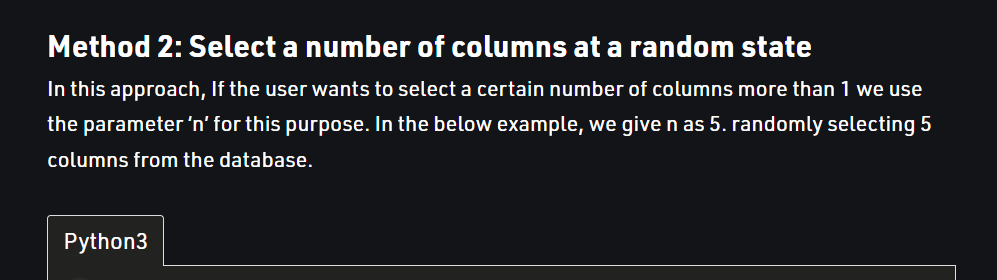 Method 2: Select a number of columns at a random state
In this approach, If the user wants to select a certain number of columns more than 1 we use
the parameter ‘n’ for this purpose. In the below example, we give n as 5. randomly selecting 5
columns from the database.
Python3